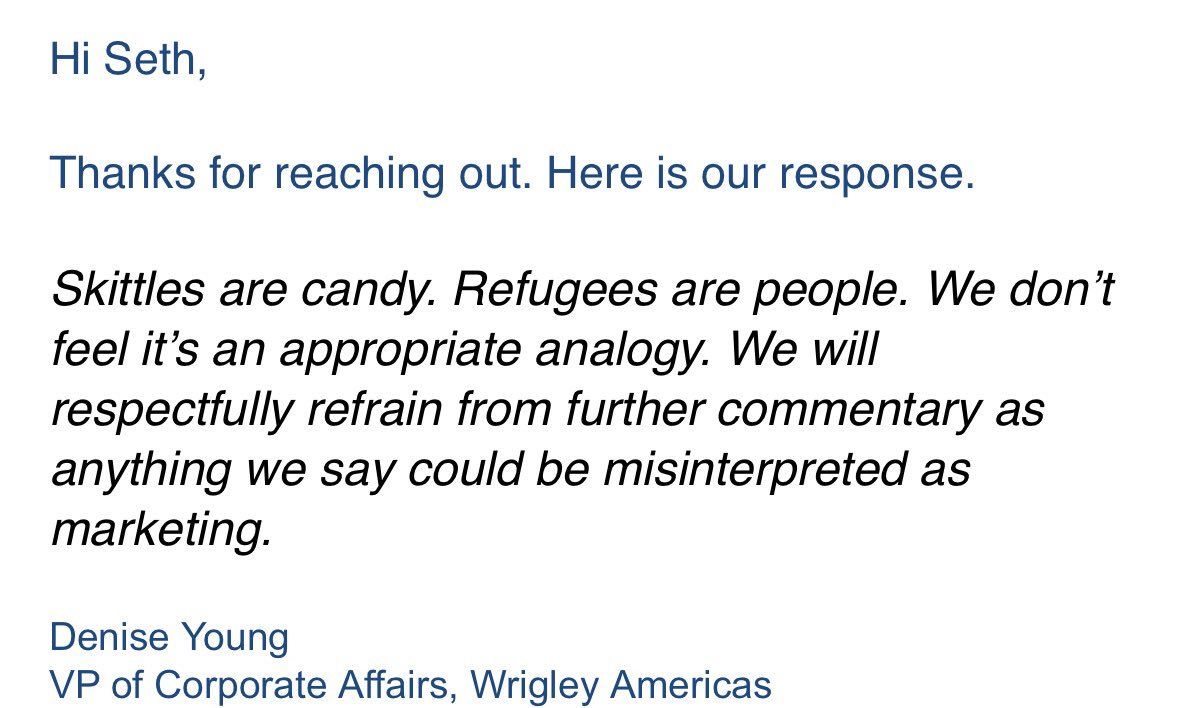 Hi Seth,
Thanks for reaching out. Here is our response.
Skittles are candy. Refugees are people. We don’t
feel it’s an appropriate analogy. We will
respectfully refrain from further commentary as
anything we say could be misinterpreted as
marketing.
Denise Young
VP of Corporate Affairs, Wrigley Americas